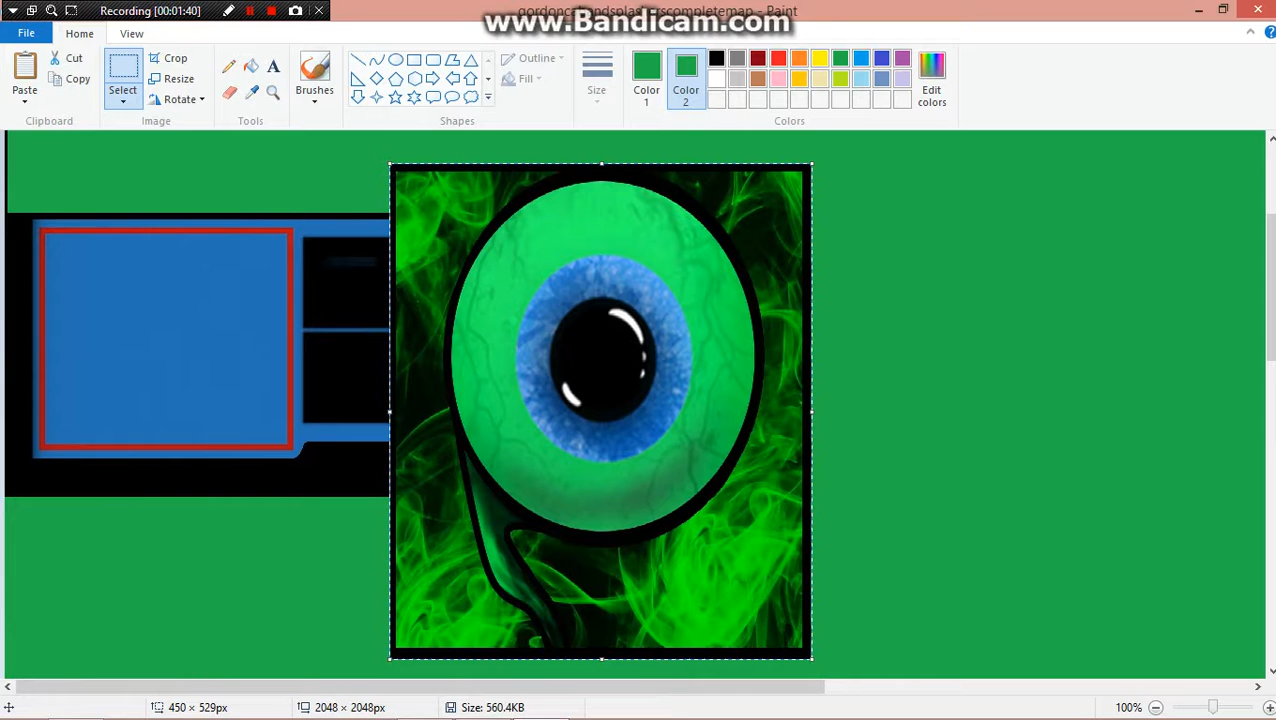 Recording [00:01:40]
gordoncallandsplasherscompletemap - Paint
www.Bandicam.com
File
Home
View
Paste
Cut
Copy
Clipboard
Select
Crop
Resize
Rotate
Image
Tools
Brushes
Shapes
Outline
Fill
Size
Color
1
Color
2
Edit
colors
Colors
450 × 529px
2048 × 2048px
Size: 560.4KB
100%